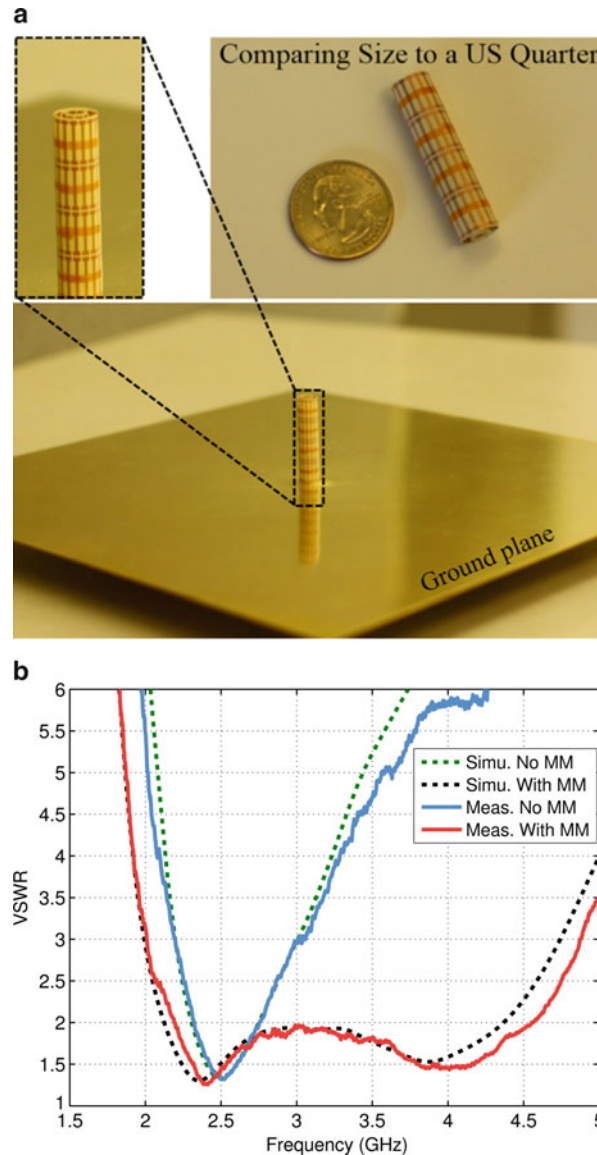 a
Comparing Size to a US Quarter
Ground plane
b
6
5.5
5
4.5
4
3.5
3
2.5
2
1.5
1
VSWR
Simu. No MM
Simu. With MM
Meas. No MM
Meas. With MM
1.5 2 2.5 3 3.5 4 4.5 5
Frequency (GHz)